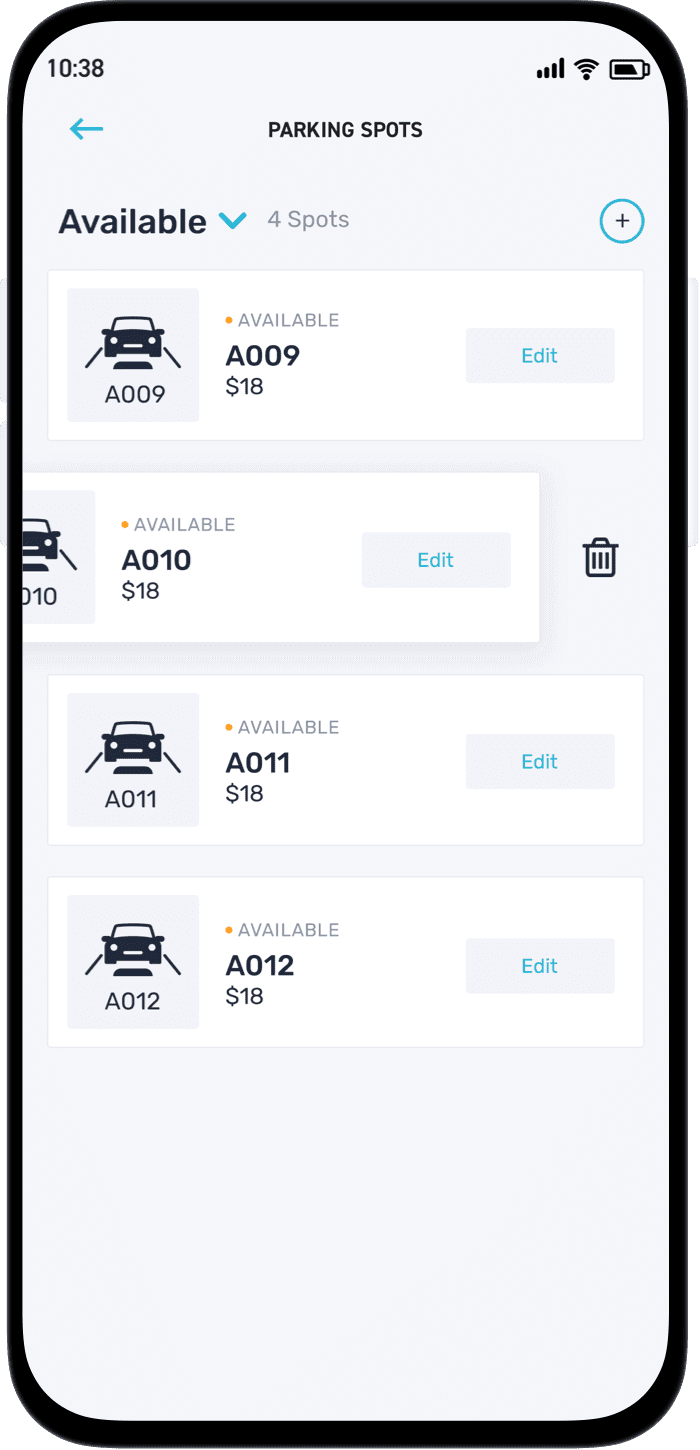 10:38
PARKING SPOTS
Available 4 Spots +
AVAILABLE
A009
$18
A009
Edit
AVAILABLE
A010
$18
010
Edit
AVAILABLE
A011
$18
A011
Edit
AVAILABLE
A012
$18
A012
Edit